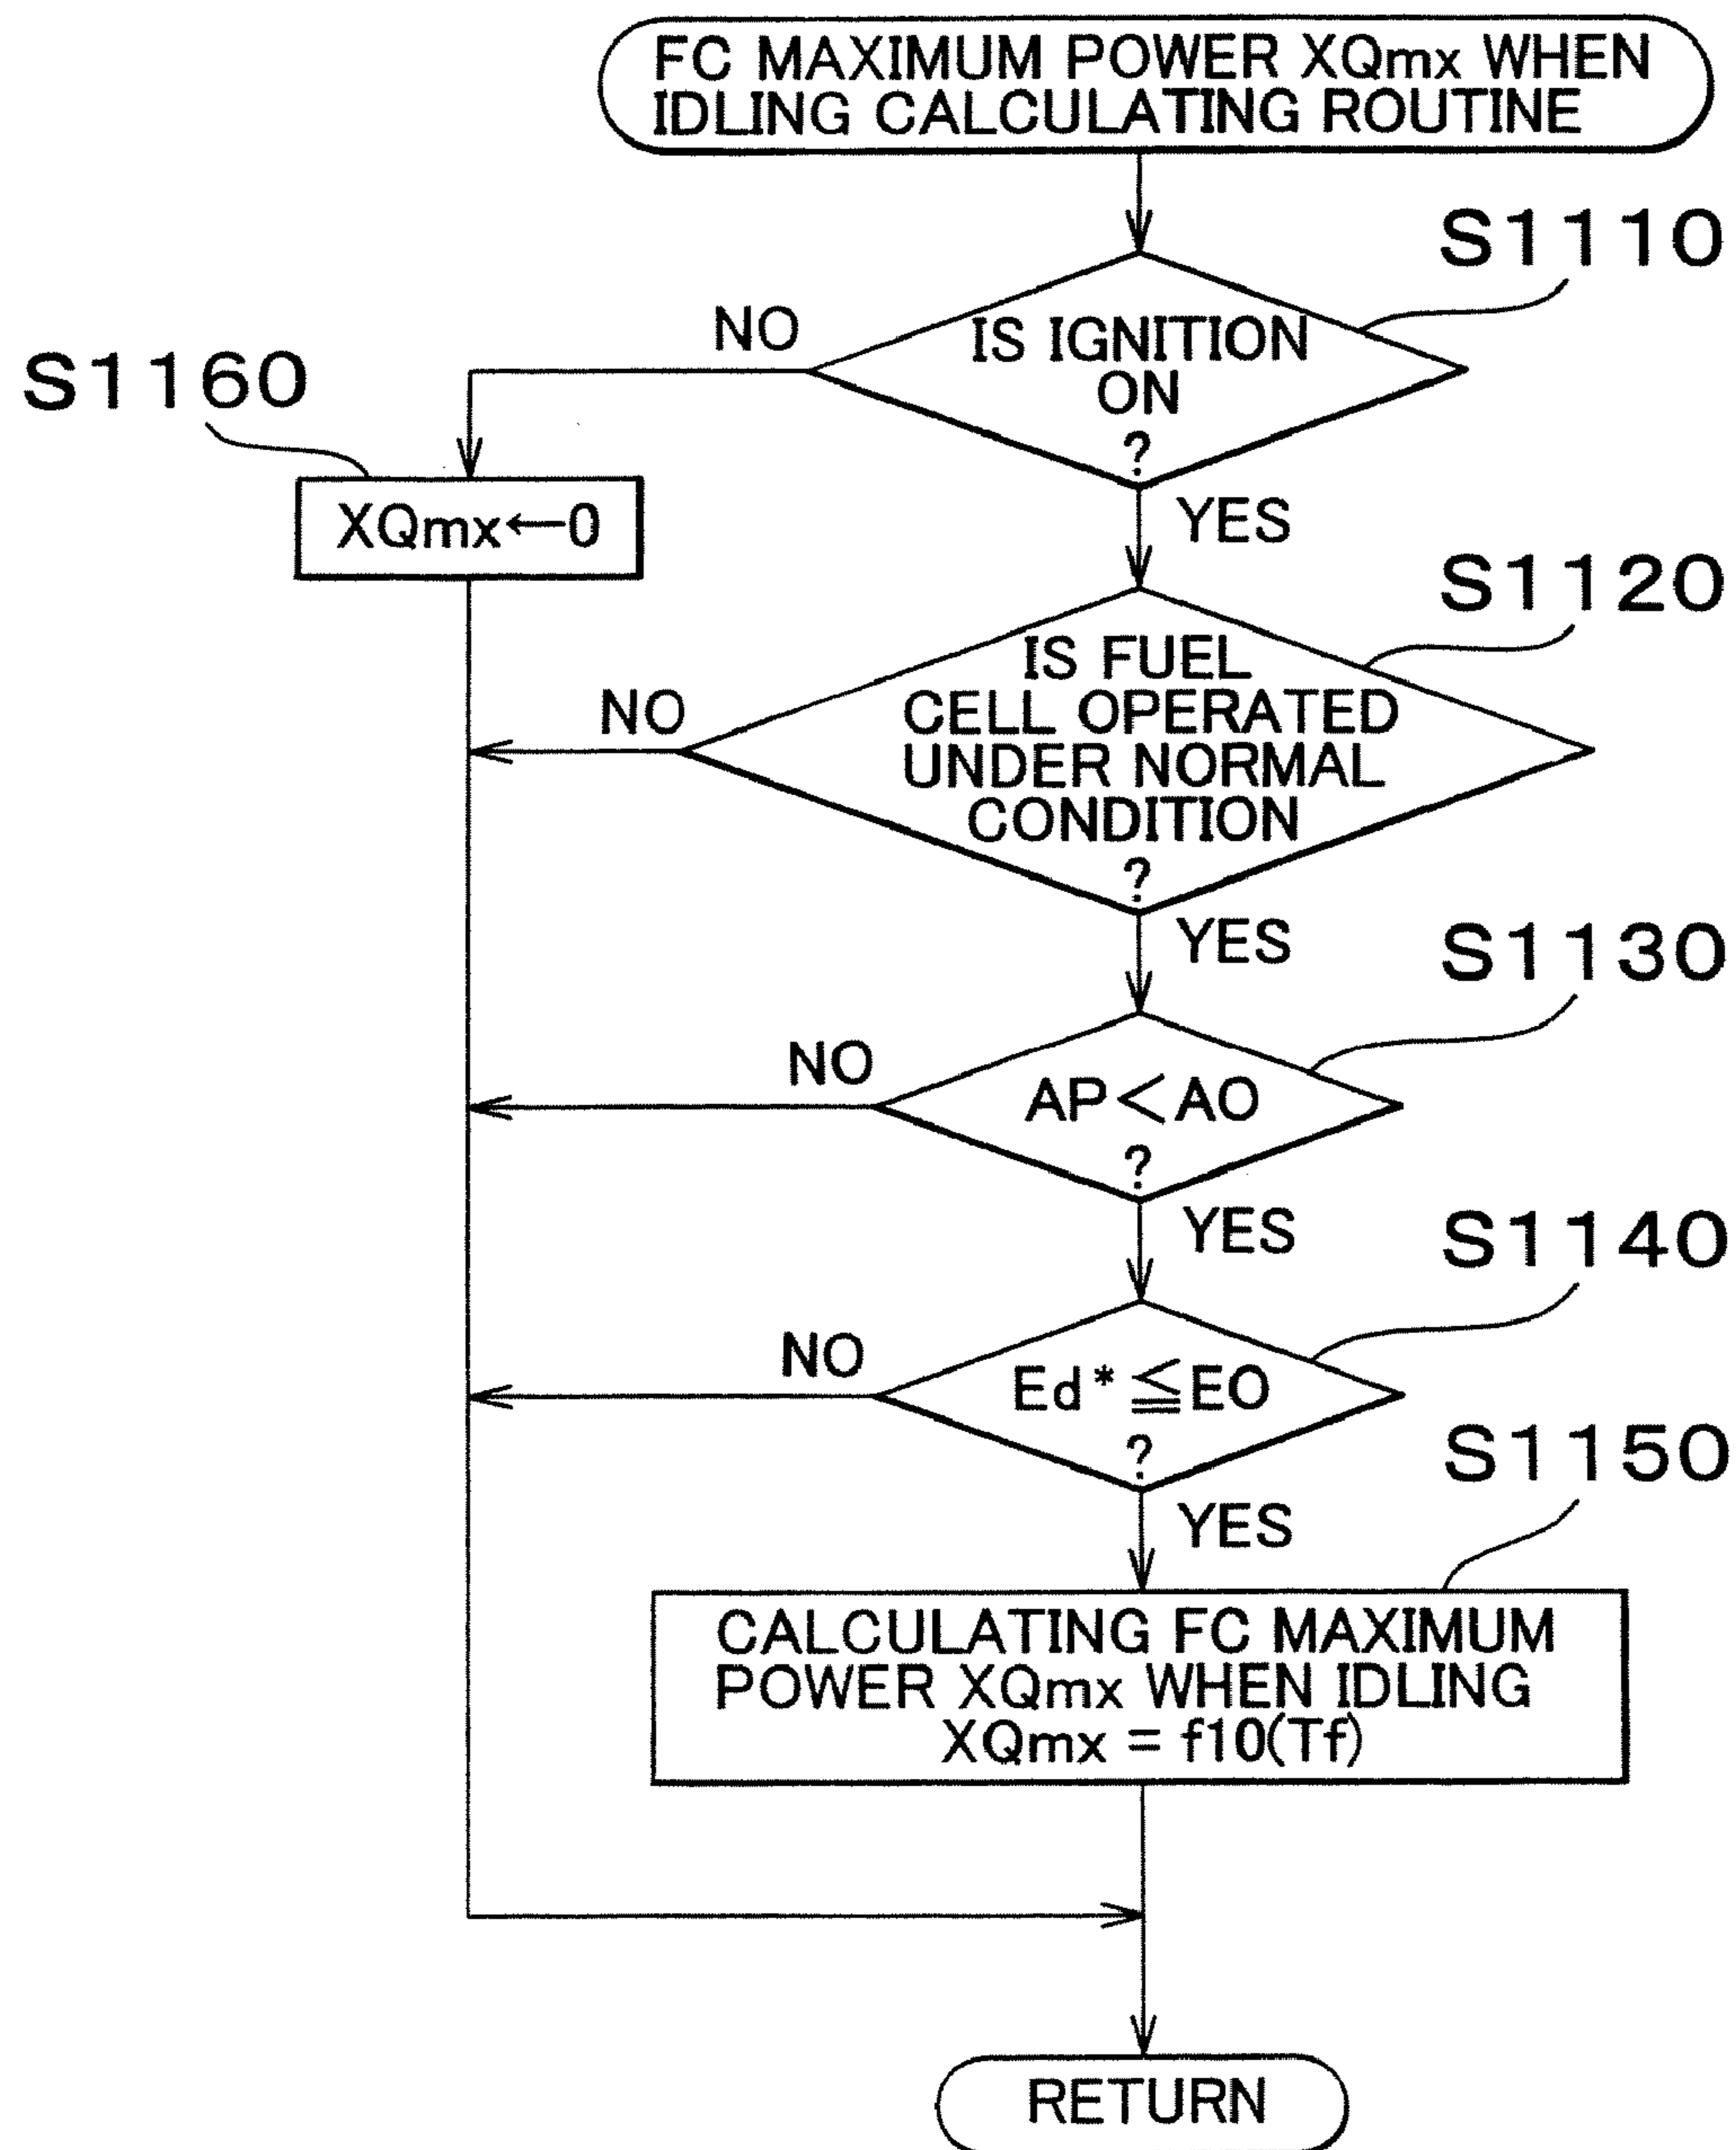 FC MAXIMUM POWER XQmx WHEN
IDLING CALCULATING ROUTINE
S1110
NO
IS IGNITION
ON
?
S1160
XQmx←0
YES
S1120
IS FUEL
CELL OPERATED
UNDER NORMAL
CONDITION
?
NO
YES
S1130
NO
AP<AO
?
YES
S1140
NO
Ed*≦EO
?
S1150
YES
CALCULATING FC MAXIMUM
POWER XQmx WHEN IDLING
XQmx = f10(Tf)
RETURN